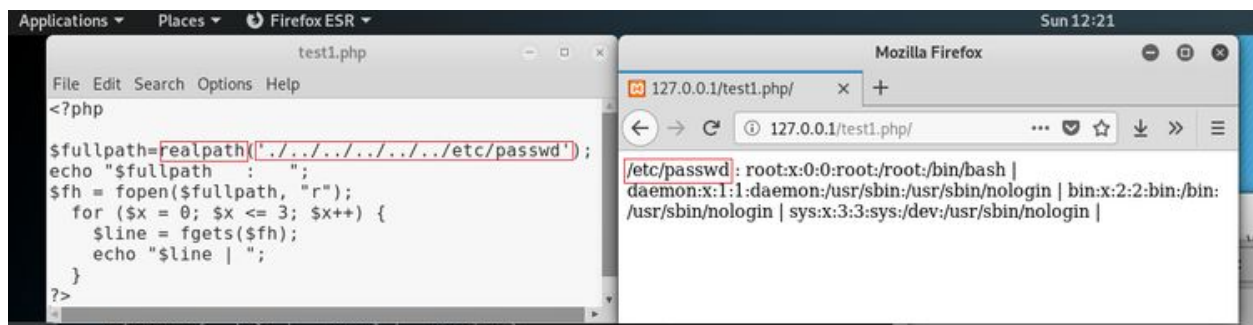 Applications Places Firefox ESR Sun 12:21
test1.php
File Edit Search Options Help
<?php
$fullpath=realpath('./../../../../../etc/passwd');
echo "$fullpath : ";
$fh = fopen($fullpath, "r");
for ($x = 0; $x <= 3; $x++) {
$line = fgets($fh);
echo "$line | ";
}
?>
Mozilla Firefox
127.0.0.1/test1.php/
127.0.0.1/test1.php/
/etc/passwd : root:x:0:0:root:/root:/bin/bash |
daemon:x:1:1:daemon:/usr/sbin:/usr/sbin/nologin | bin:x:2:2:bin:/bin:
/usr/sbin/nologin | sys:x:3:3:sys:/dev:/usr/sbin/nologin |